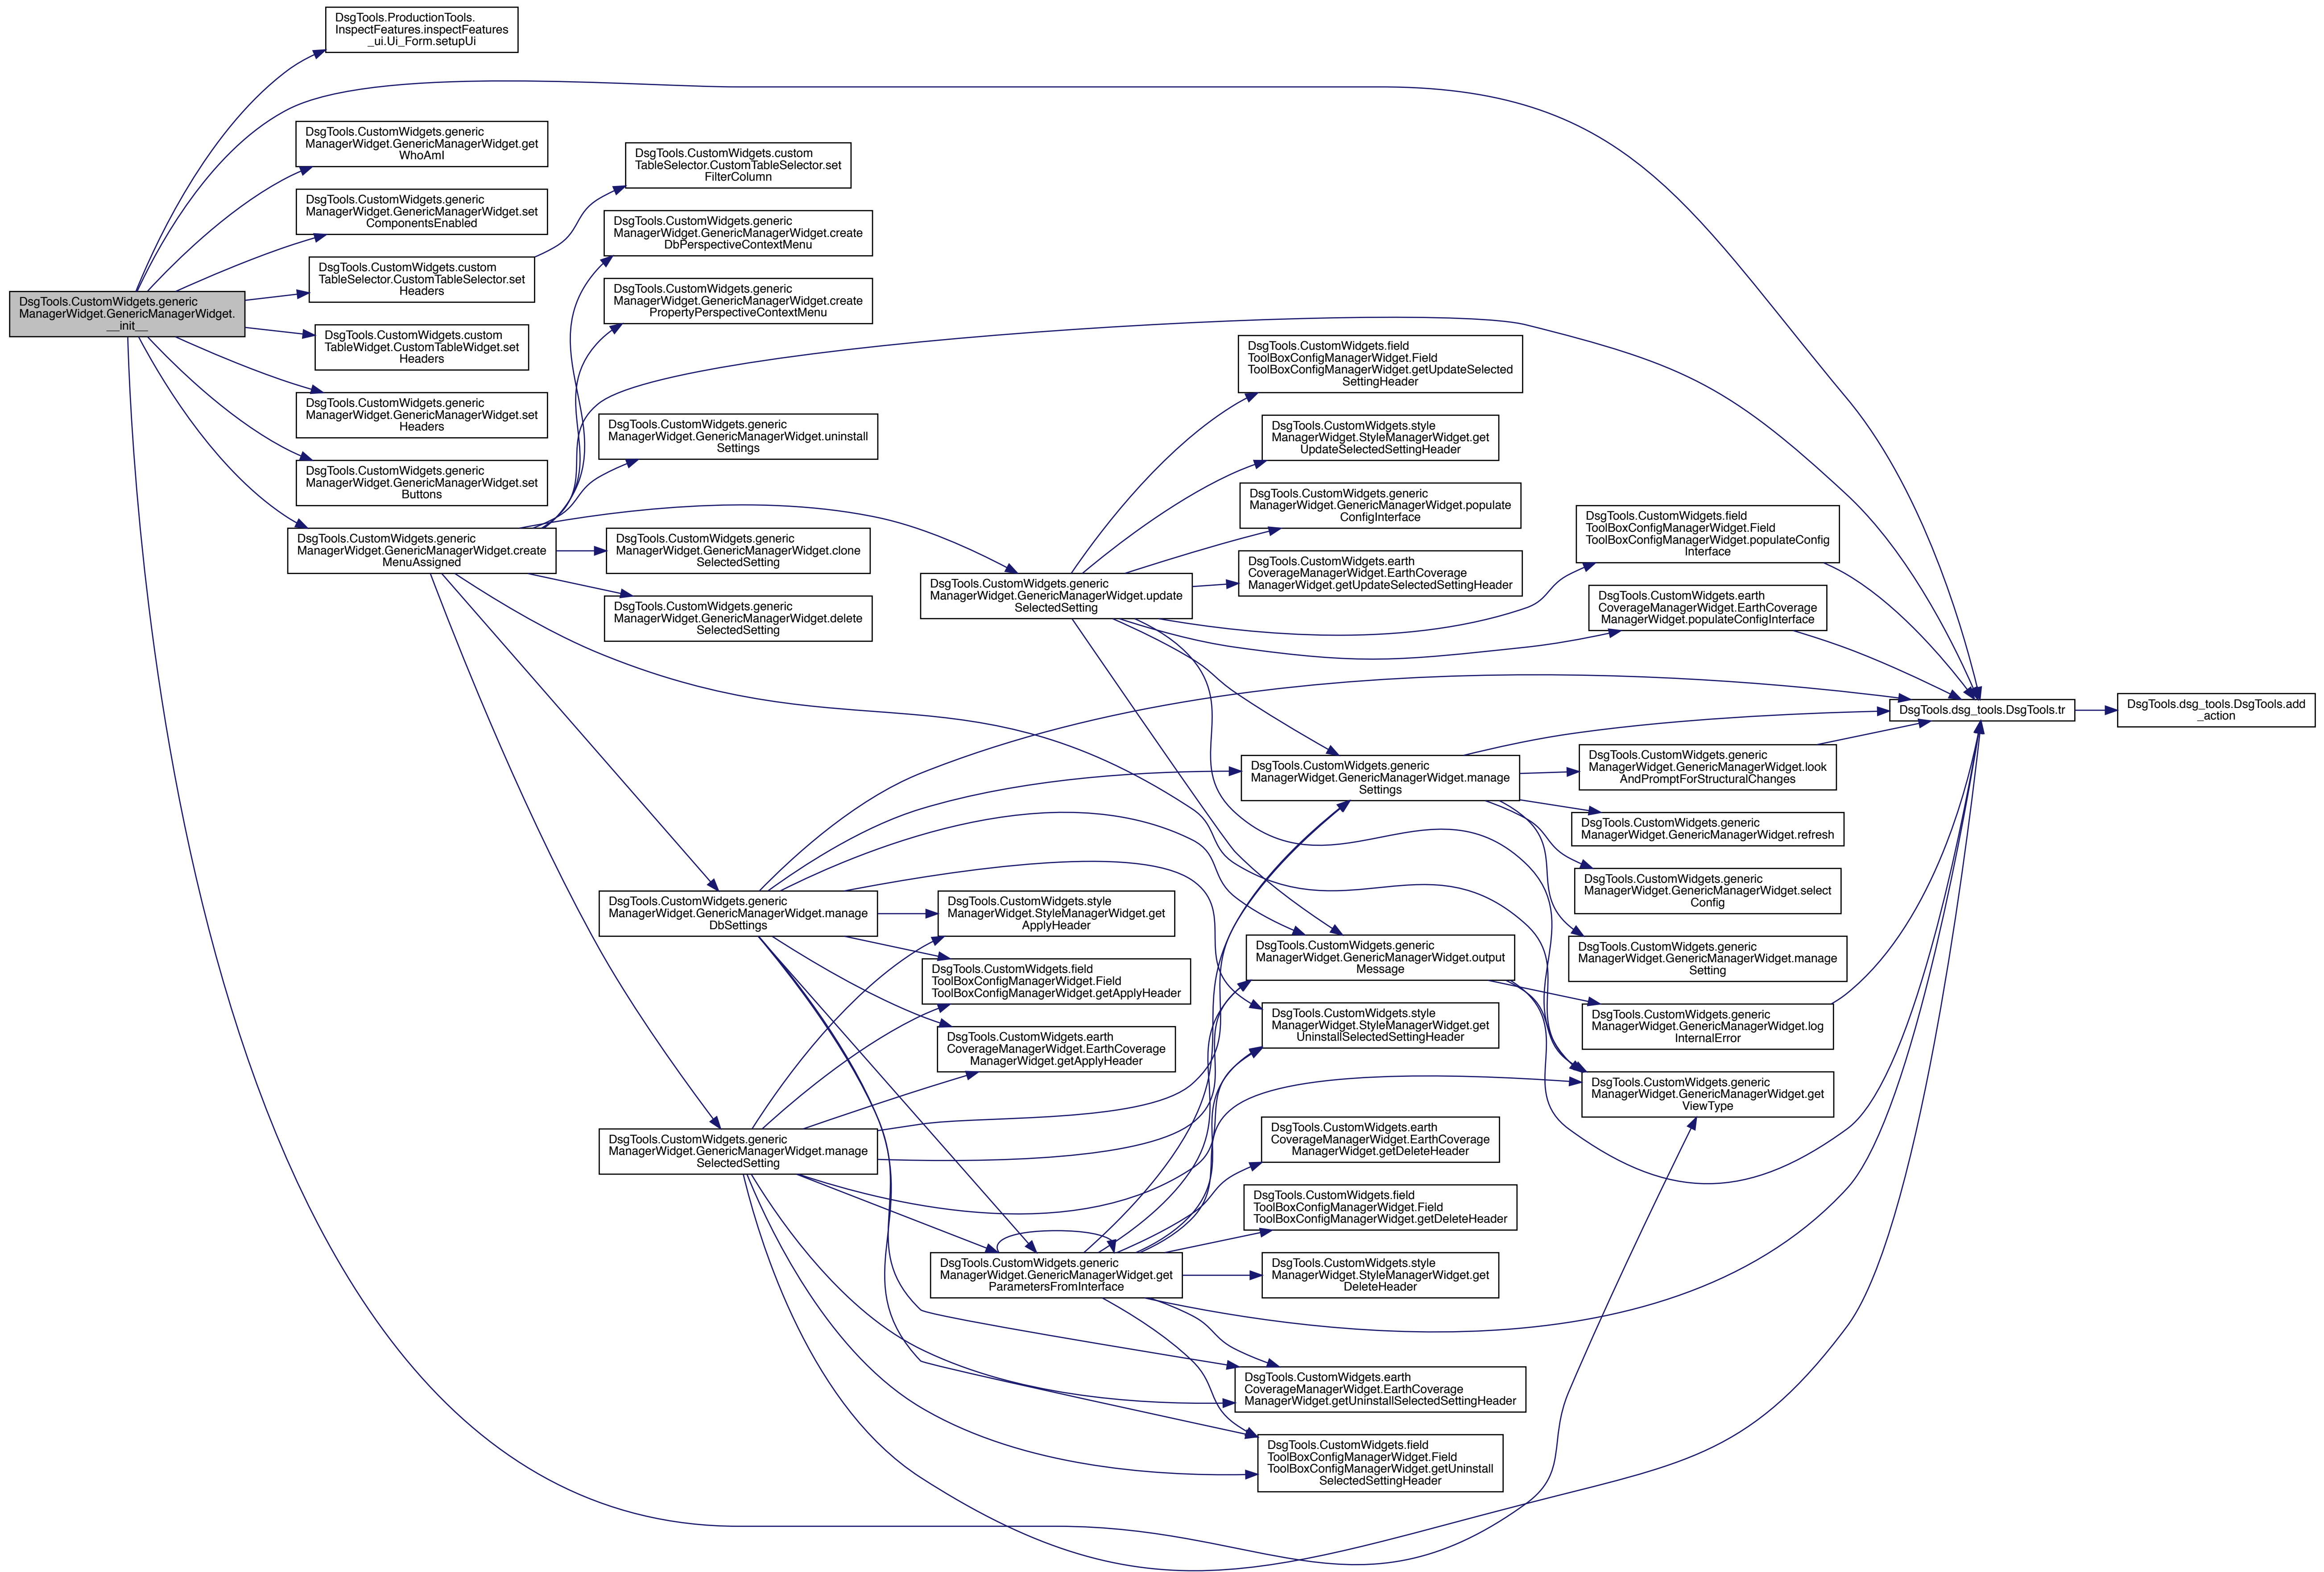 DsgTools.ProductionTools.
InspectFeatures.inspectFeatures
_ui.Ui_Form.setupUi
DsgTools.CustomWidgets.generic
ManagerWidget.GenericManagerWidget.get
WhoAmI
DsgTools.CustomWidgets.generic
ManagerWidget.GenericManagerWidget.set
ComponentsEnabled
DsgTools.CustomWidgets.custom
TableSelector.CustomTableSelector.set
Headers
DsgTools.CustomWidgets.generic
ManagerWidget.GenericManagerWidget.
__init__
DsgTools.CustomWidgets.custom
TableWidget.CustomTableWidget.set
Headers
DsgTools.CustomWidgets.generic
ManagerWidget.GenericManagerWidget.set
Headers
DsgTools.CustomWidgets.generic
ManagerWidget.GenericManagerWidget.set
Buttons
DsgTools.CustomWidgets.generic
ManagerWidget.GenericManagerWidget.create
MenuAssigned
DsgTools.CustomWidgets.custom
TableSelector.CustomTableSelector.set
FilterColumn
DsgTools.CustomWidgets.generic
ManagerWidget.GenericManagerWidget.create
DbPerspectiveContextMenu
DsgTools.CustomWidgets.generic
ManagerWidget.GenericManagerWidget.create
PropertyPerspectiveContextMenu
DsgTools.CustomWidgets.generic
ManagerWidget.GenericManagerWidget.uninstall
Settings
DsgTools.CustomWidgets.generic
ManagerWidget.GenericManagerWidget.clone
SelectedSetting
DsgTools.CustomWidgets.generic
ManagerWidget.GenericManagerWidget.delete
SelectedSetting
DsgTools.CustomWidgets.generic
ManagerWidget.GenericManagerWidget.manage
DbSettings
DsgTools.CustomWidgets.generic
ManagerWidget.GenericManagerWidget.manage
SelectedSetting
DsgTools.CustomWidgets.generic
ManagerWidget.GenericManagerWidget.update
SelectedSetting
DsgTools.CustomWidgets.style
ManagerWidget.StyleManagerWidget.get
ApplyHeader
DsgTools.CustomWidgets.field
ToolBoxConfigManagerWidget.Field
ToolBoxConfigManagerWidget.getApplyHeader
DsgTools.CustomWidgets.earth
CoverageManagerWidget.EarthCoverage
ManagerWidget.getApplyHeader
DsgTools.CustomWidgets.generic
ManagerWidget.GenericManagerWidget.get
ParametersFromInterface
DsgTools.CustomWidgets.field
ToolBoxConfigManagerWidget.Field
ToolBoxConfigManagerWidget.getUpdateSelected
SettingHeader
DsgTools.CustomWidgets.style
ManagerWidget.StyleManagerWidget.get
UpdateSelectedSettingHeader
DsgTools.CustomWidgets.generic
ManagerWidget.GenericManagerWidget.populate
ConfigInterface
DsgTools.CustomWidgets.earth
CoverageManagerWidget.EarthCoverage
ManagerWidget.getUpdateSelectedSettingHeader
DsgTools.CustomWidgets.generic
ManagerWidget.GenericManagerWidget.manage
Settings
DsgTools.CustomWidgets.generic
ManagerWidget.GenericManagerWidget.output
Message
DsgTools.CustomWidgets.style
ManagerWidget.StyleManagerWidget.get
UninstallSelectedSettingHeader
DsgTools.CustomWidgets.earth
CoverageManagerWidget.EarthCoverage
ManagerWidget.getDeleteHeader
DsgTools.CustomWidgets.field
ToolBoxConfigManagerWidget.Field
ToolBoxConfigManagerWidget.getDeleteHeader
DsgTools.CustomWidgets.style
ManagerWidget.StyleManagerWidget.get
DeleteHeader
DsgTools.CustomWidgets.earth
CoverageManagerWidget.EarthCoverage
ManagerWidget.getUninstallSelectedSettingHeader
DsgTools.CustomWidgets.field
ToolBoxConfigManagerWidget.Field
ToolBoxConfigManagerWidget.getUninstall
SelectedSettingHeader
DsgTools.CustomWidgets.field
ToolBoxConfigManagerWidget.Field
ToolBoxConfigManagerWidget.populateConfig
Interface
DsgTools.CustomWidgets.earth
CoverageManagerWidget.EarthCoverage
ManagerWidget.populateConfigInterface
DsgTools.CustomWidgets.generic
ManagerWidget.GenericManagerWidget.look
AndPromptForStructuralChanges
DsgTools.CustomWidgets.generic
ManagerWidget.GenericManagerWidget.refresh
DsgTools.CustomWidgets.generic
ManagerWidget.GenericManagerWidget.select
Config
DsgTools.CustomWidgets.generic
ManagerWidget.GenericManagerWidget.manage
Setting
DsgTools.CustomWidgets.generic
ManagerWidget.GenericManagerWidget.log
InternalError
DsgTools.CustomWidgets.generic
ManagerWidget.GenericManagerWidget.get
ViewType
DsgTools.dsg_tools.DsgTools.tr
DsgTools.dsg_tools.DsgTools.add
_action